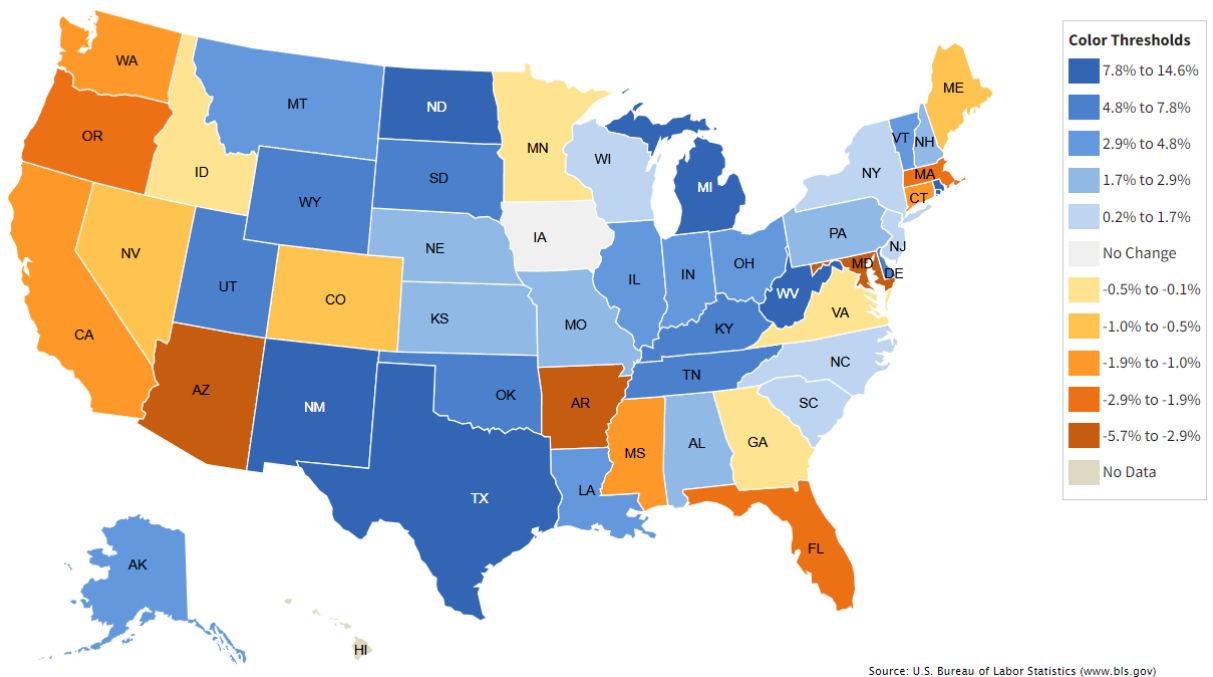 WA
MT
ND
MN
ME
OR
ID
SD
WI
VT
NH
MI
NY
MA
WY
CT
NE
IA
PA
NJ
NV
UT
CO
IL
IN
OH
MD
DE
WV
VA
CA
KS
MO
KY
NC
AZ
NM
OK
AR
TN
SC
MS
AL
GA
TX
LA
FL
AK
HI
Color Thresholds
7.8% to 14.6%
4.8% to 7.8%
2.9% to 4.8%
1.7% to 2.9%
0.2% to 1.7%
No Change
-0.5% to -0.1%
-1.0% to -0.5%
-1.9% to -1.0%
-2.9% to -1.9%
-5.7% to -2.9%
No Data
Source: U.S. Bureau of Labor Statistics (www.bls.gov)